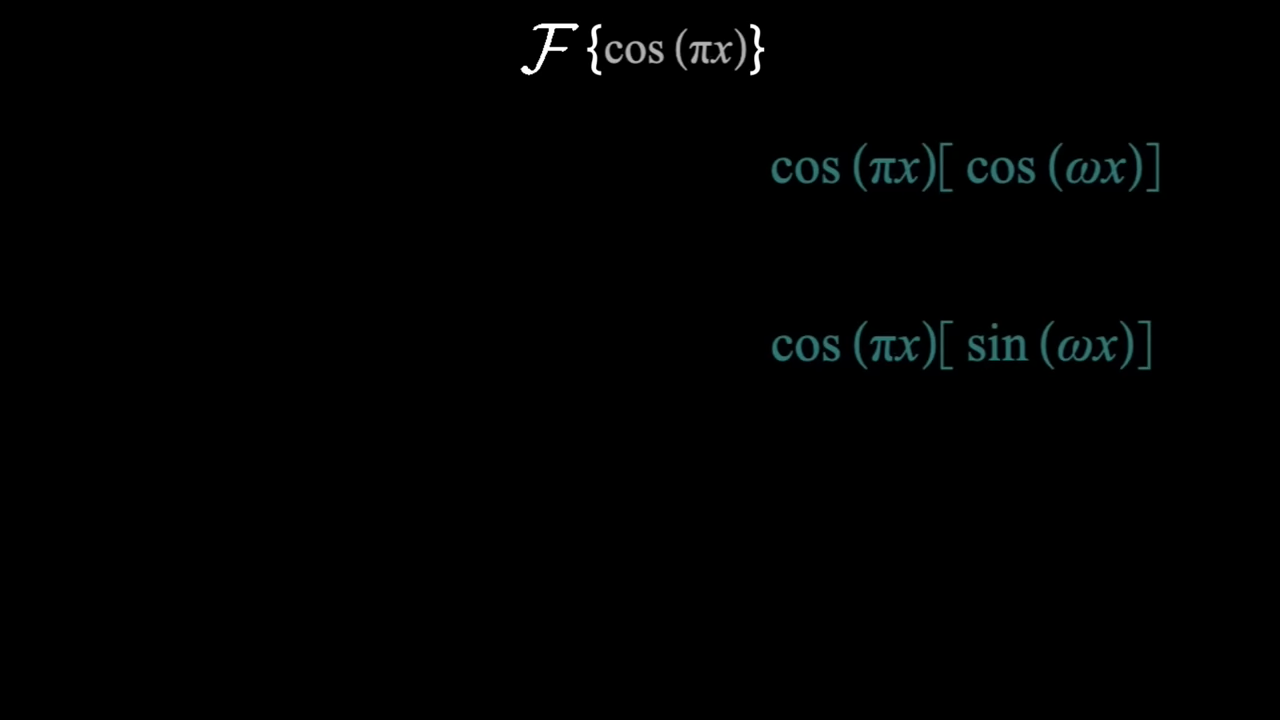 ℱ {cos (πx)}
cos (πx)[ cos (ωx)]
cos (πx)[ sin (ωx)]